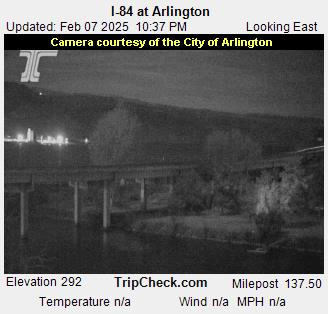 I-84 at Arlington
Updated: Feb 07 2025 10:37 PM Looking East
Camera courtesy of the City of Arlington
Elevation 292 TripCheck.com Milepost 137.50
Temperature n/a Wind n/a MPH n/a